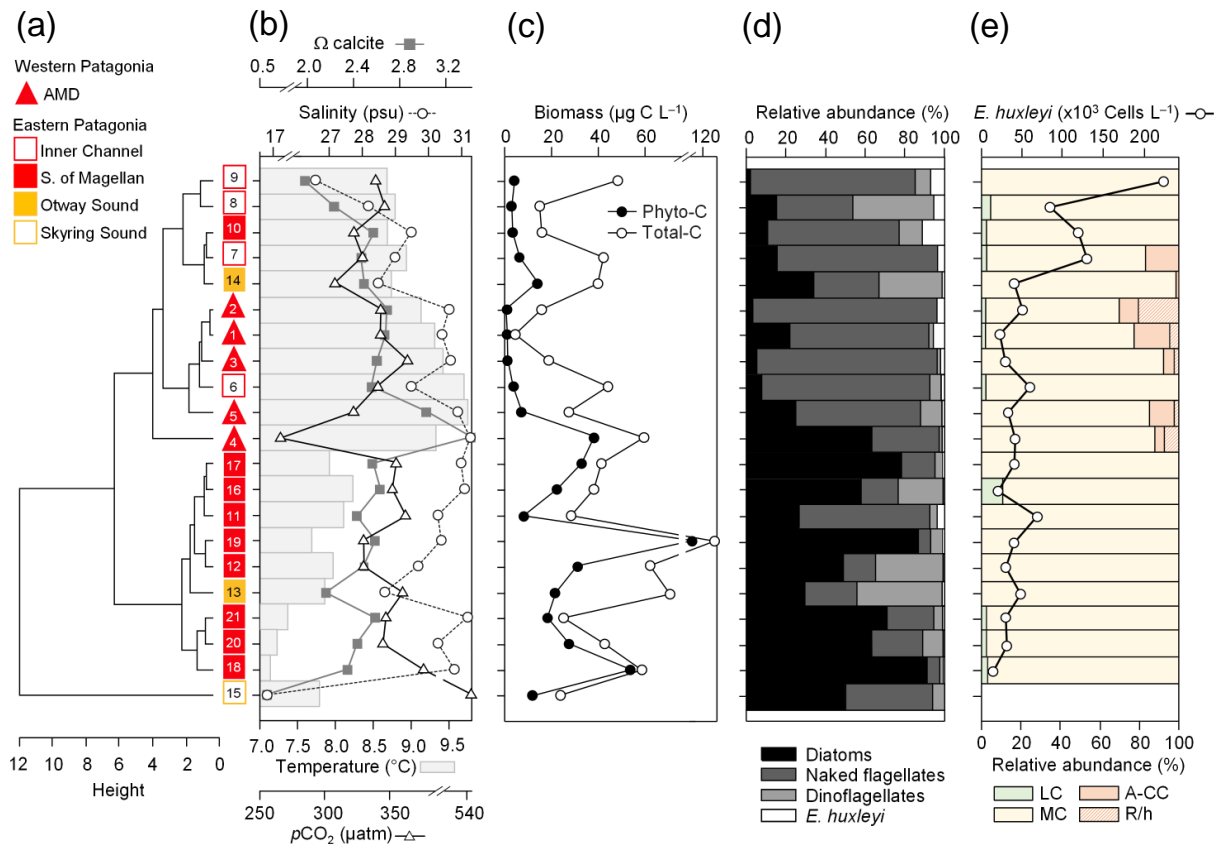 (a)
(b)
(c)
(d)
(e)
Western Patagonia
AMD
Eastern Patagonia
Inner Channel
S. of Magellan
Otway Sound
Skyring Sound
9
8
10
7
14
2
1
3
6
5
4
17
16
11
19
12
13
21
20
18
15
12 10 8 6 4 2 0
Height
Ω calcite
0.5 2.0 2.4 2.8 3.2
Salinity (psu)
17 27 28 29 30 31
7.0 7.5 8.0 8.5 9.0 9.5
Temperature (°C)
250 300 350 540
pCO2 (µatm)
Biomass (µg C L–1)
0 20 40 60 120
Phyto-C
Total-C
Relative abundance (%)
0 20 40 60 80 100
Diatoms
Naked flagellates
Dinoflagellates
E. huxleyi
E. huxleyi (x10³ Cells L–1)
0 50 100 150 200
0 20 40 60 80 100
Relative abundance (%)
LC A-CC
MC R/h